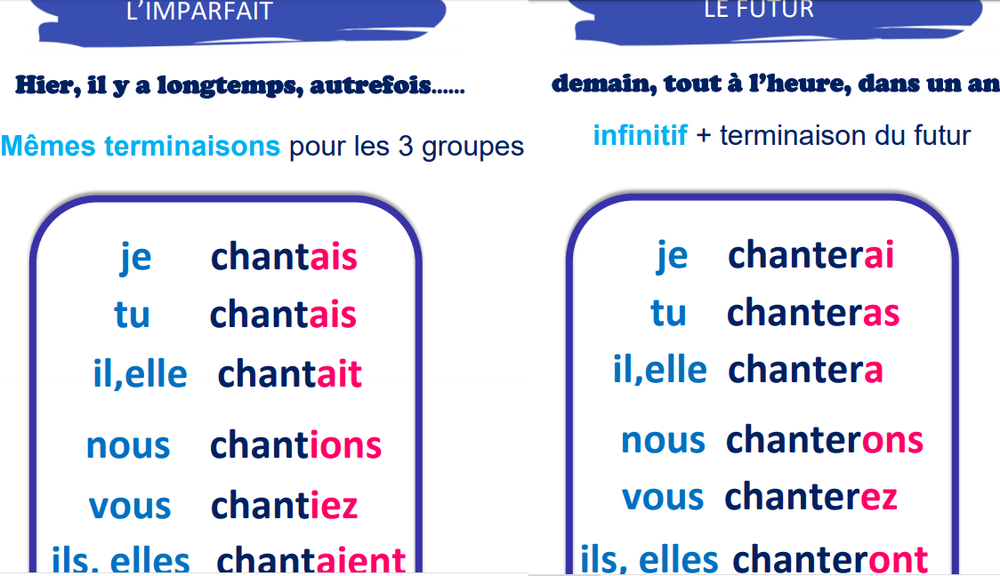 L'IMPARFAIT
Hier, il y a longtemps, autrefois......
Mêmes terminaisons pour les 3 groupes
je chantais
tu chantais
il,elle chantait
nous chantions
vous chantiez
ils, elles chantaient
LE FUTUR
demain, tout à l'heure, dans un an
infinitif + terminaison du futur
je chanterai
tu chanteras
il,elle chantera
nous chanterons
vous chanterez
ils, elles chanteront